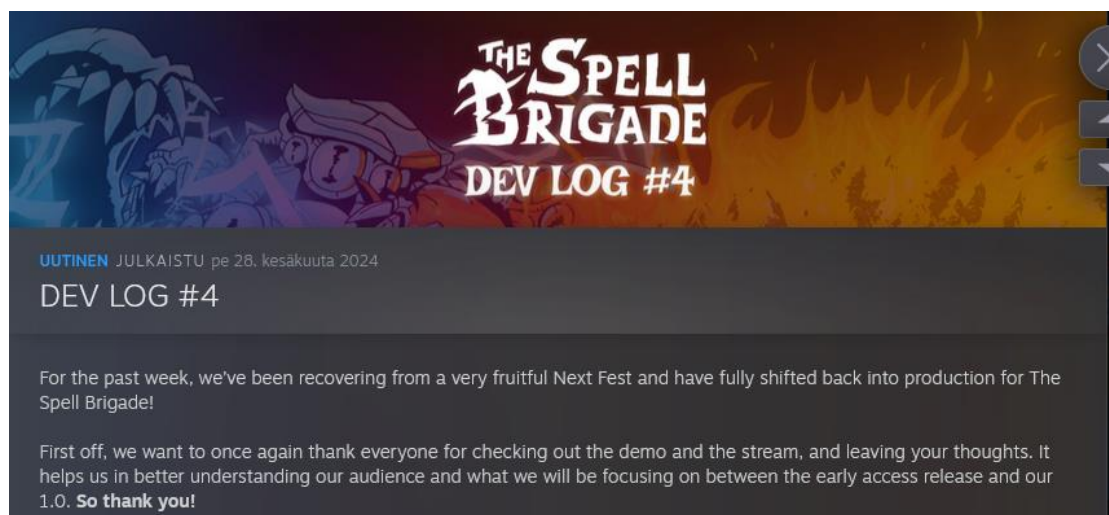 THE SPELL
BRIGADE
DEV LOG #4
UUTINEN JULKAISTU pe 28. kesäkuuta 2024
DEV LOG #4
For the past week, we've been recovering from a very fruitful Next Fest and have fully shifted back into production for The
Spell Brigade!
First off, we want to once again thank everyone for checking out the demo and the stream, and leaving your thoughts. It
helps us in better understanding our audience and what we will be focusing on between the early access release and our
1.0. So thank you!